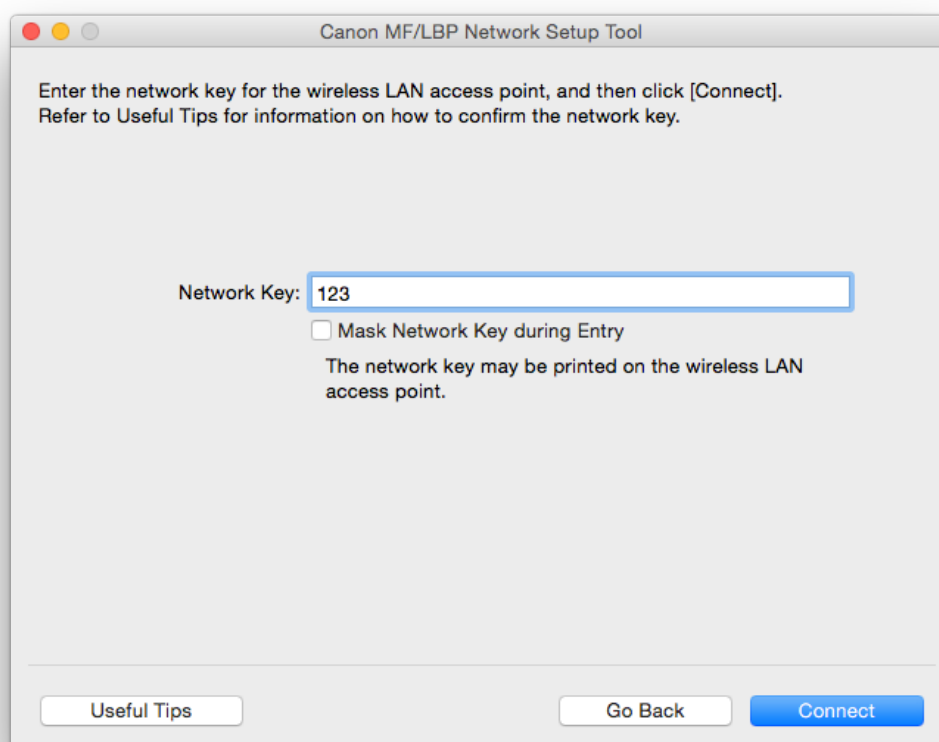 Canon MF/LBP Network Setup Tool
Enter the network key for the wireless LAN access point, and then click [Connect].
Refer to Useful Tips for information on how to confirm the network key.
Network Key: 123
Mask Network Key during Entry
The network key may be printed on the wireless LAN
access point.
Useful Tips Go Back Connect